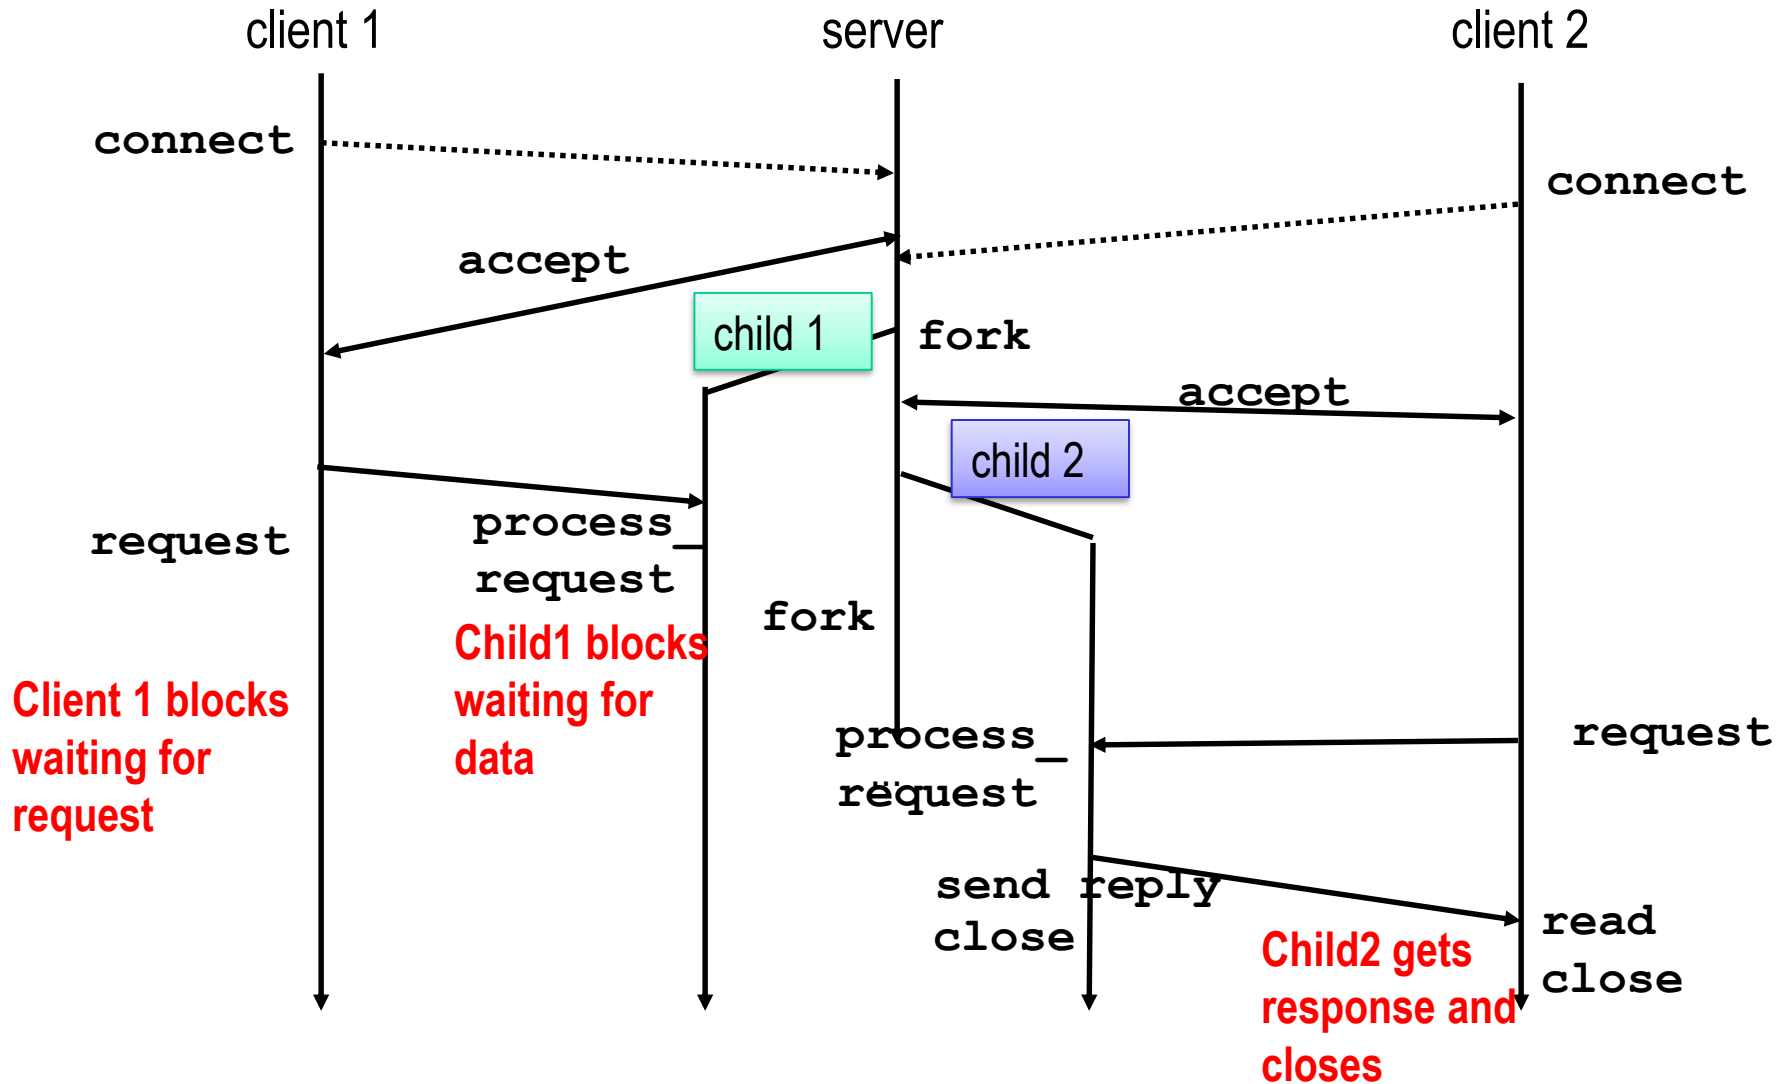 client 1
server
client 2
connect
connect
accept
child 1
fork
accept
child 2
request
process_
request
fork
Child1 blocks
waiting for
data
Client 1 blocks
waiting for
request
process_
request
...
request
send reply
close
read
close
Child2 gets
response and
closes